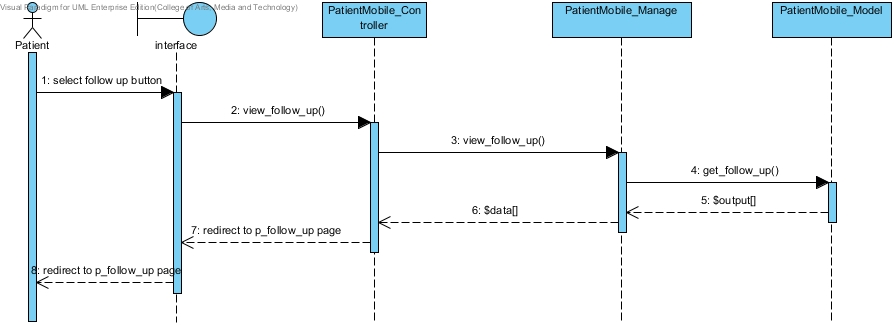 Visual Paradigm for UML Enterprise Edition(College of Arts, Media and Technology)
Patient
interface
PatientMobile_Con
troller
PatientMobile_Manage
PatientMobile_Model
1: select follow up button
2: view_follow_up()
3: view_follow_up()
4: get_follow_up()
5: $output[]
6: $data[]
7: redirect to p_follow_up page
8: redirect to p_follow_up page